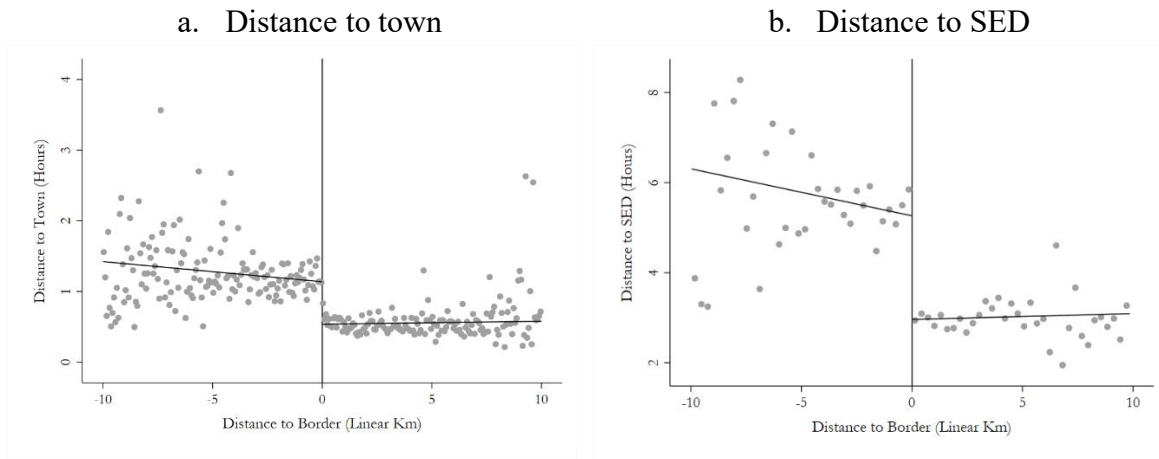 a. Distance to town
b. Distance to SED
Distance to Town (Hours)
4
3
2
1
0
-10 -5 0 5 10
Distance to Border (Linear Km)
Distance to SED (Hours)
8
6
4
2
-10 -5 0 5 10
Distance to Border (Linear Km)